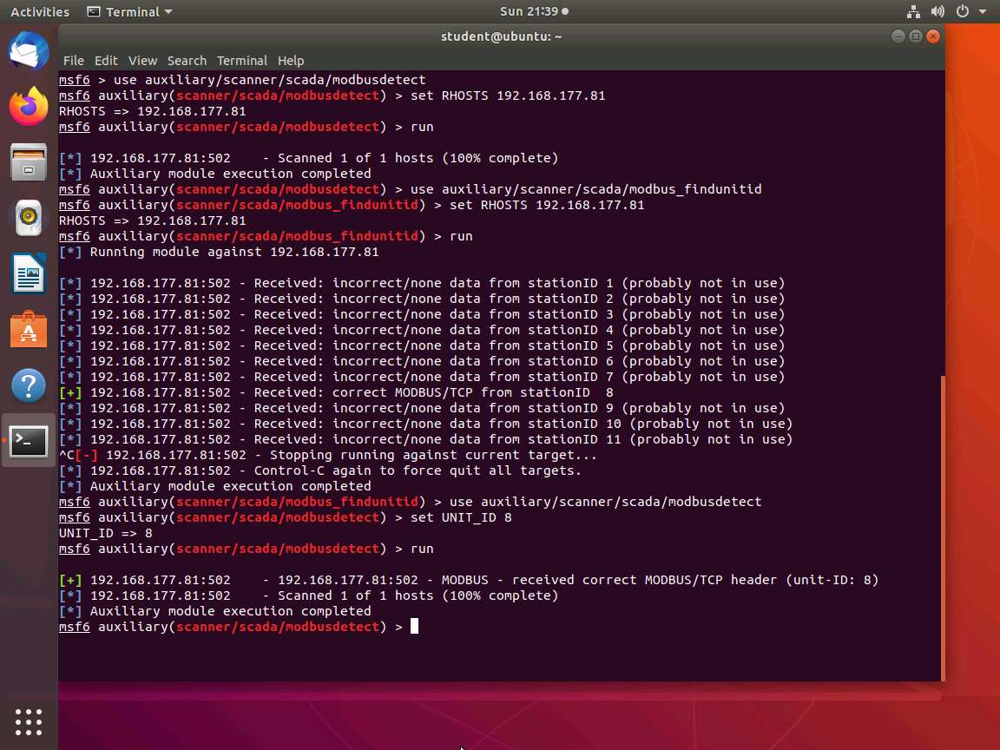 Activities Terminal Sun 21:39
student@ubuntu: ~
File Edit View Search Terminal Help
msf6 > use auxiliary/scanner/scada/modbusdetect
msf6 auxiliary(scanner/scada/modbusdetect) > set RHOSTS 192.168.177.81
RHOSTS => 192.168.177.81
msf6 auxiliary(scanner/scada/modbusdetect) > run
[*] 192.168.177.81:502    - Scanned 1 of 1 hosts (100% complete)
[*] Auxiliary module execution completed
msf6 auxiliary(scanner/scada/modbusdetect) > use auxiliary/scanner/scada/modbus_findunitid
msf6 auxiliary(scanner/scada/modbus_findunitid) > set RHOSTS 192.168.177.81
RHOSTS => 192.168.177.81
msf6 auxiliary(scanner/scada/modbus_findunitid) > run
[*] Running module against 192.168.177.81
[*] 192.168.177.81:502 - Received: incorrect/none data from stationID 1 (probably not in use)
[*] 192.168.177.81:502 - Received: incorrect/none data from stationID 2 (probably not in use)
[*] 192.168.177.81:502 - Received: incorrect/none data from stationID 3 (probably not in use)
[*] 192.168.177.81:502 - Received: incorrect/none data from stationID 4 (probably not in use)
[*] 192.168.177.81:502 - Received: incorrect/none data from stationID 5 (probably not in use)
[*] 192.168.177.81:502 - Received: incorrect/none data from stationID 6 (probably not in use)
[*] 192.168.177.81:502 - Received: incorrect/none data from stationID 7 (probably not in use)
[+] 192.168.177.81:502 - Received: correct MODBUS/TCP from stationID  8
[*] 192.168.177.81:502 - Received: incorrect/none data from stationID 9 (probably not in use)
[*] 192.168.177.81:502 - Received: incorrect/none data from stationID 10 (probably not in use)
[*] 192.168.177.81:502 - Received: incorrect/none data from stationID 11 (probably not in use)
^C[-] 192.168.177.81:502 - Stopping running against current target...
[*] 192.168.177.81:502 - Control-C again to force quit all targets.
[*] Auxiliary module execution completed
msf6 auxiliary(scanner/scada/modbus_findunitid) > use auxiliary/scanner/scada/modbusdetect
msf6 auxiliary(scanner/scada/modbusdetect) > set UNIT_ID 8
UNIT_ID => 8
msf6 auxiliary(scanner/scada/modbusdetect) > run
[+] 192.168.177.81:502    - 192.168.177.81:502 - MODBUS - received correct MODBUS/TCP header (unit-ID: 8)
[*] 192.168.177.81:502    - Scanned 1 of 1 hosts (100% complete)
[*] Auxiliary module execution completed
msf6 auxiliary(scanner/scada/modbusdetect) >